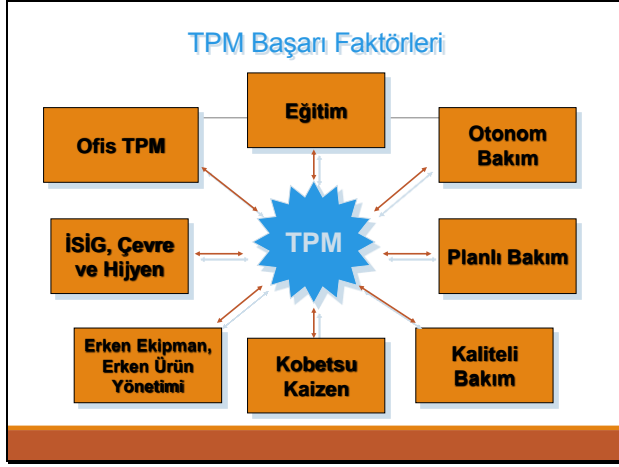 TPM Başarı Faktörleri
Eğitim
Ofis TPM
Otonom
Bakım
TPM
İSİG, Çevre
ve Hijyen
Planlı Bakım
Erken Ekipman,
Erken Ürün
Yönetimi
Kobetsu
Kaizen
Kaliteli
Bakım